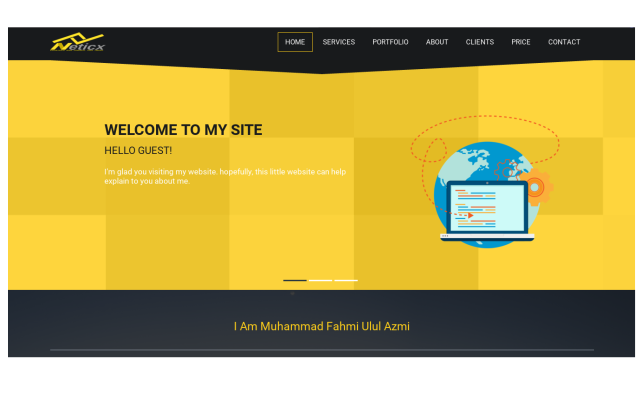 Neticx
HOME SERVICES PORTFOLIO ABOUT CLIENTS PRICE CONTACT
WELCOME TO MY SITE
HELLO GUEST!
I'm glad you visiting my website. hopefully, this little website can help
explain to you about me.
I Am Muhammad Fahmi Ulul Azmi